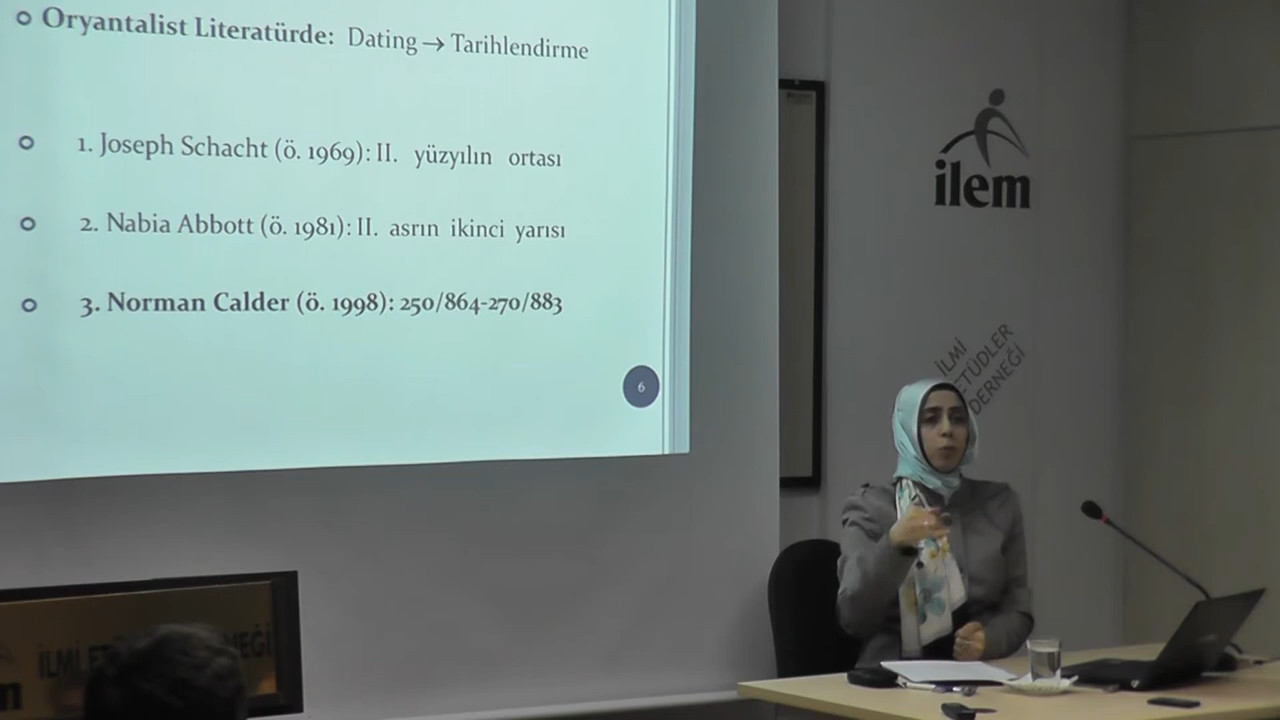 Oryantalist Literatürde: Dating → Tarihlendirme
1. Joseph Schacht (ö. 1969): II. yüzyılın ortası
2. Nabia Abbott (ö. 1981): II. asrın ikinci yarısı
3. Norman Calder (ö. 1998): 250/864-270/883
6
ilem
İLMİ
ETÜDLER
DERNEĞİ
İLMİ